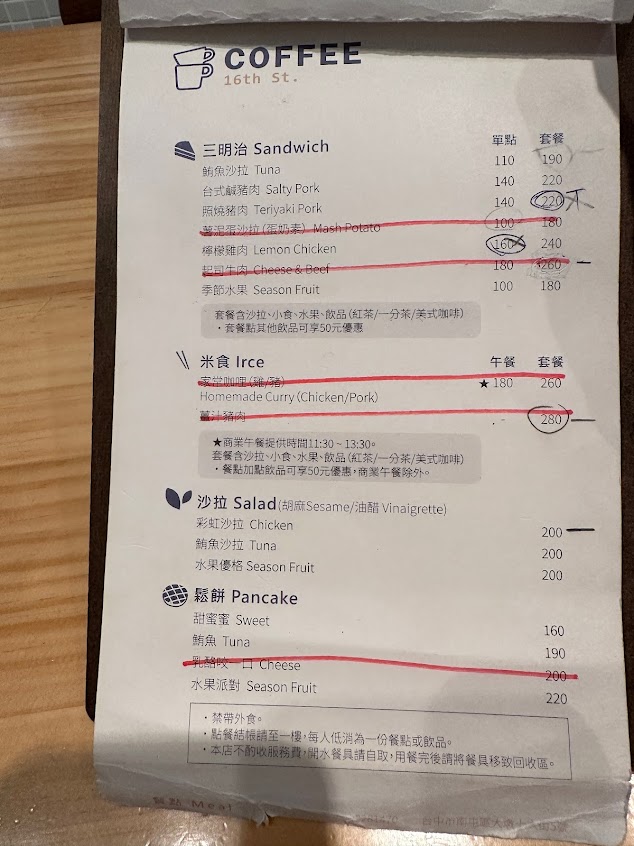 COFFEE
16th St.
三明治 Sandwich 單點 套餐
鮪魚沙拉 Tuna 110 190
台式鹹豬肉 Salty Pork 140 220
照燒豬肉 Teriyaki Pork 140 220
薯泥蛋沙拉(蛋奶素) Mash Potato 100 180
檸檬雞肉 Lemon Chicken 160 240
起司牛肉 Cheese & Beef 180 260
季節水果 Season Fruit 100 180
套餐含沙拉、小食、水果、飲品(紅茶/一分茶/美式咖啡)
・套餐點其他飲品可享50元優惠
米食 Irce 午餐 套餐
家常咖哩(雞/豬) ★180 260
Homemade Curry (Chicken/Pork)
薑汁豬肉 280
★商業午餐提供時間11:30 ~ 13:30。
套餐含沙拉、小食、水果、飲品(紅茶/一分茶/美式咖啡)
・餐點加點飲品可享50元優惠,商業午餐除外。
沙拉 Salad(胡麻Sesame/油醋 Vinaigrette)
彩虹沙拉 Chicken 200
鮪魚沙拉 Tuna 200
水果優格 Season Fruit 200
鬆餅 Pancake
甜蜜蜜 Sweet 160
鮪魚 Tuna 190
乳酪咬一口 Cheese 200
水果派對 Season Fruit 220
・禁帶外食。
・點餐結帳請至一樓,每人低消為一份餐點或飲品。
・本店不酌收服務費,開水餐具請自取,用餐完後請將餐具移致回收區。
餐點 Meal